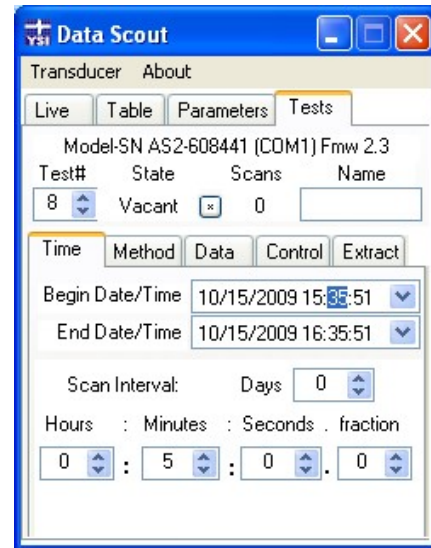 YSI Data Scout
Transducer About
Live Table Parameters Tests
Model-SN AS2-608441 (COM1) Fmw 2.3
Test# State Scans Name
8 Vacant × 0
Time Method Data Control Extract
Begin Date/Time 10/15/2009 15:35:51
End Date/Time 10/15/2009 16:35:51
Scan Interval: Days 0
Hours : Minutes : Seconds . fraction
0 : 5 : 0 . 0